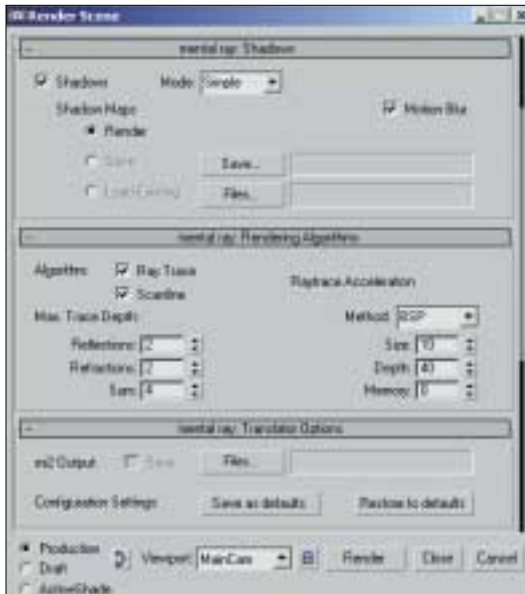 Render Scene
mental ray: Shadows
Shadows Mode: Simple
Shadow Maps
Motion Blur
Render
Save...
Load Existing Files...
mental ray: Rendering Algorithms
Algorithm: Ray Trace
Scanline
Raytrace Acceleration
Max. Trace Depth:
Method: BSP
Reflections: 2 Size: 10
Refractions: 2 Depth: 40
Sum: 4 Memory: 0
mental ray: Translator Options
mi2 Output: Save Files...
Configuration Settings Save as defaults Restore to defaults
Production
Draft
ActiveShade
Viewport: MainCam Render Close Cancel